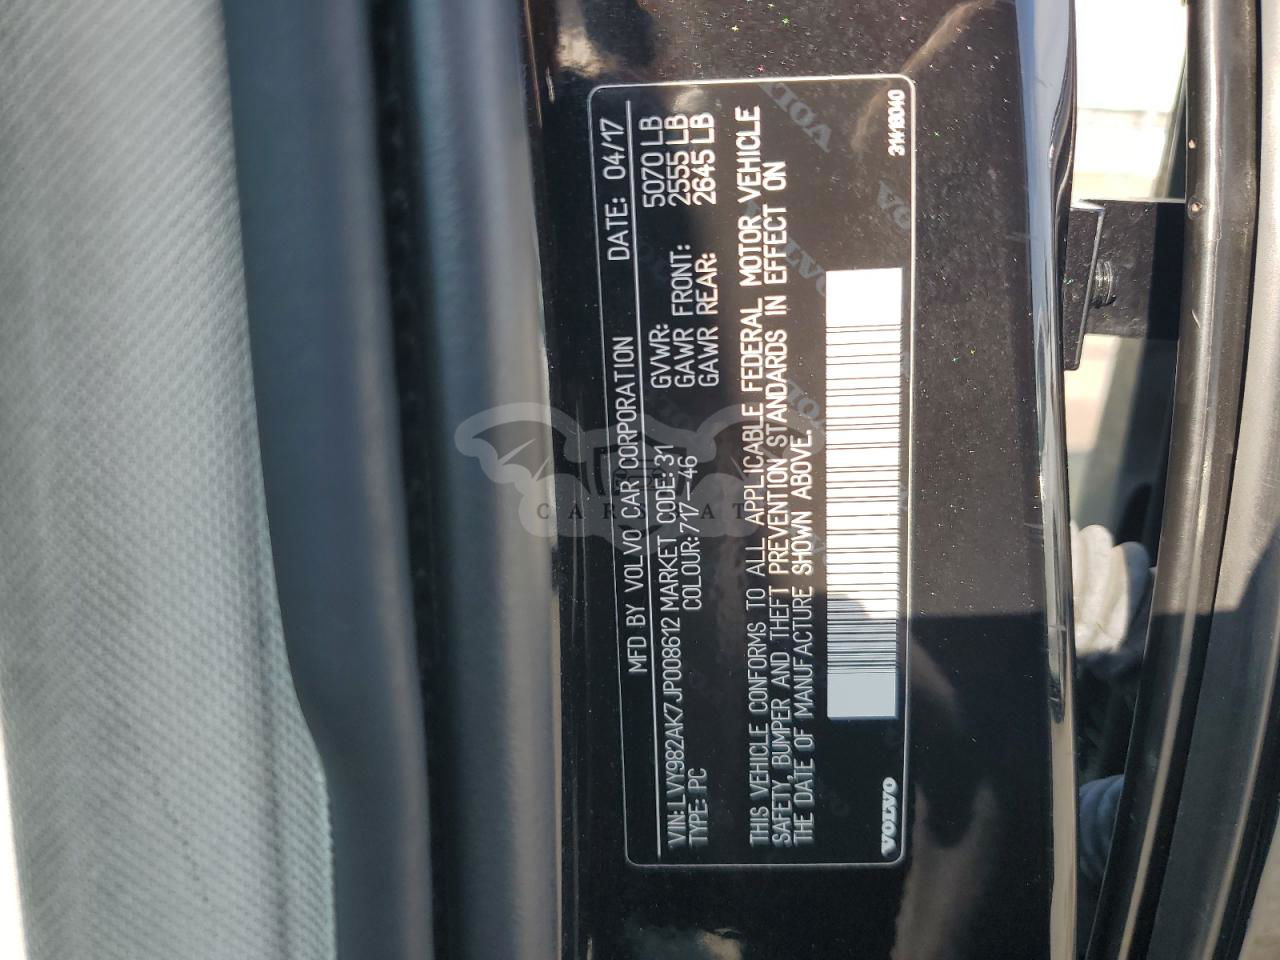 MFD BY VOLVO CAR CORPORATION DATE: 04/17
GVWR: 5070 LB
GAWR FRONT: 2555 LB
GAWR REAR: 2645 LB
VIN: LVY982AK7JP008612 MARKET CODE: 31
TYPE: PC COLOUR: 717-46
THIS VEHICLE CONFORMS TO ALL APPLICABLE FEDERAL MOTOR VEHICLE
SAFETY, BUMPER AND THEFT PREVENTION STANDARDS IN EFFECT ON
THE DATE OF MANUFACTURE SHOWN ABOVE.
VOLVO
31418040